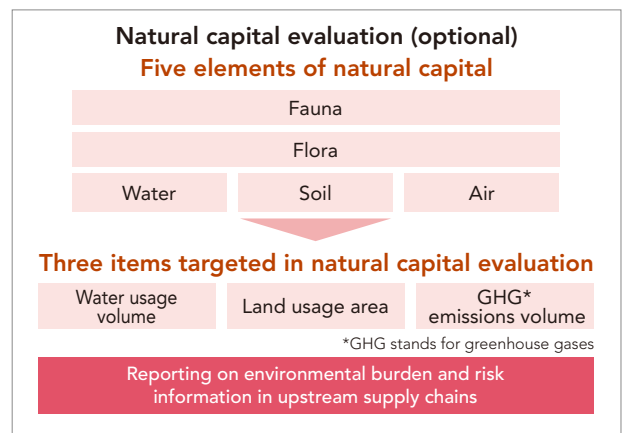 Natural capital evaluation (optional)
Five elements of natural capital
Fauna
Flora
Water
Soil
Air
Three items targeted in natural capital evaluation
Water usage
volume
Land usage area
GHG*
emissions volume
*GHG stands for greenhouse gases
Reporting on environmental burden and risk
information in upstream supply chains